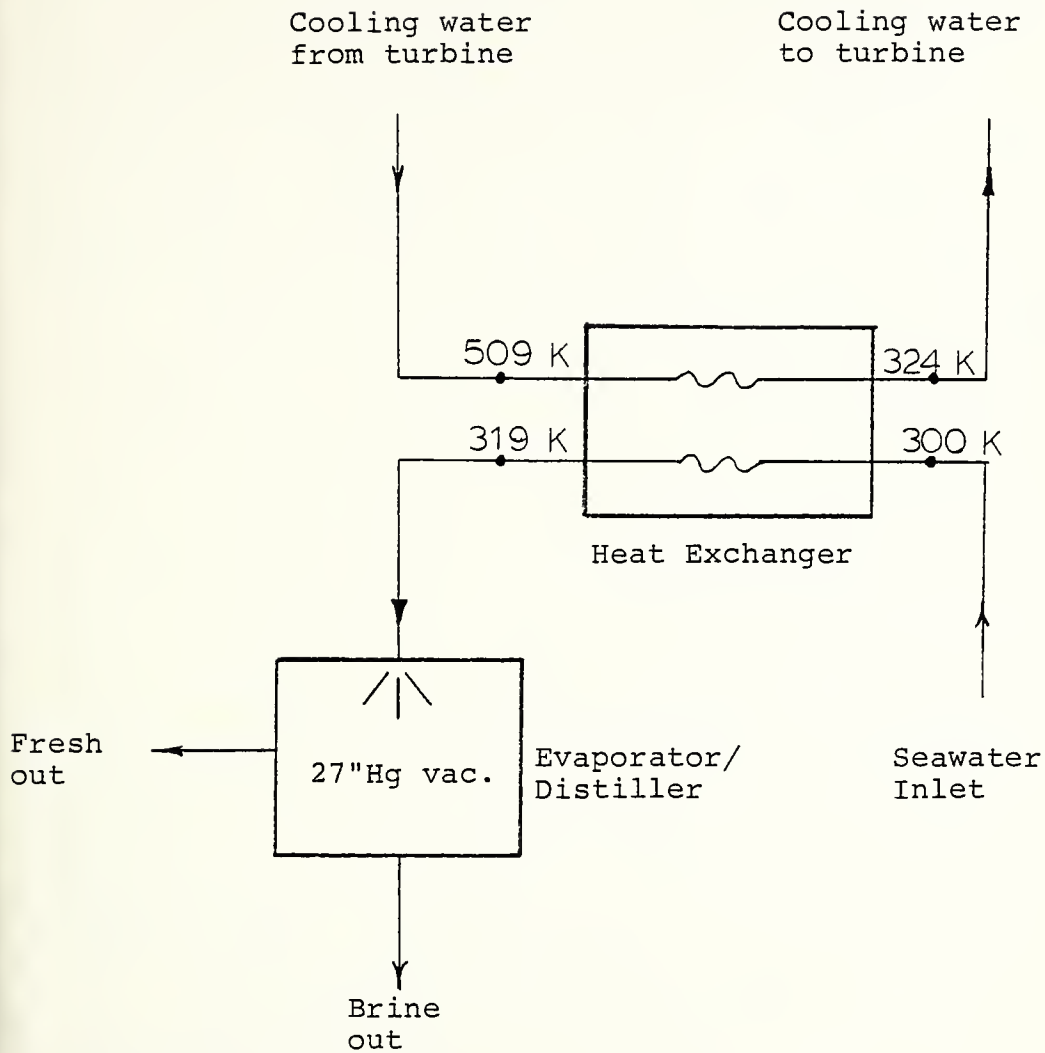 Cooling water
from turbine
Cooling water
to turbine
509 K
324 K
319 K
300 K
Heat Exchanger
Fresh
out
27"Hg vac.
Evaporator/
Distiller
Seawater
Inlet
Brine
out